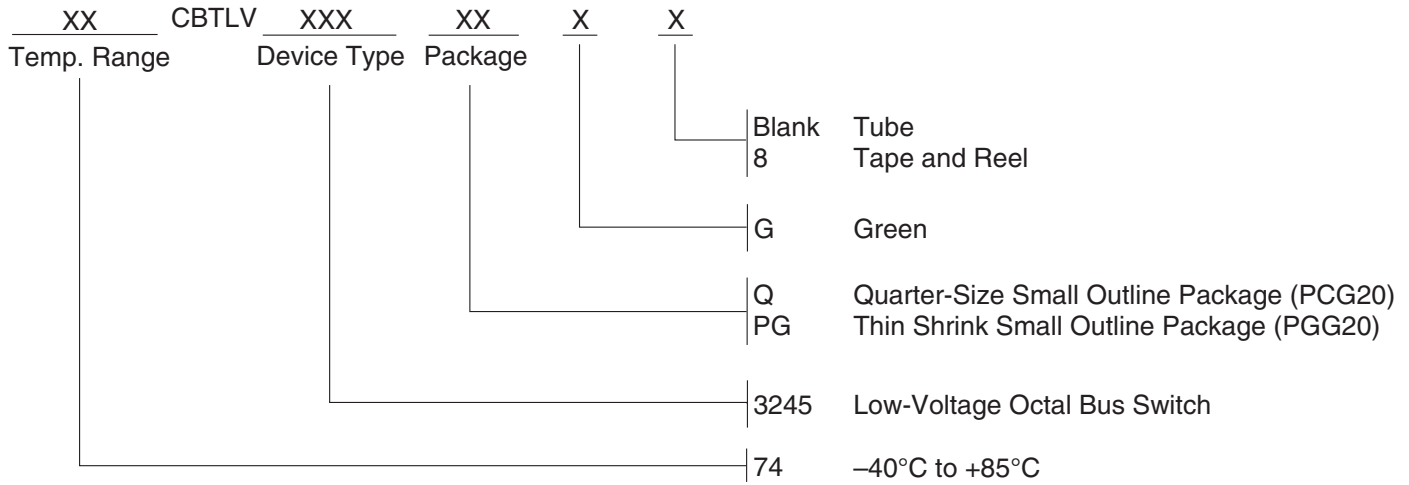 XX CBTLV XXX XX X X
Temp. Range Device Type Package
Blank Tube
8 Tape and Reel
G Green
Q Quarter-Size Small Outline Package (PCG20)
PG Thin Shrink Small Outline Package (PGG20)
3245 Low-Voltage Octal Bus Switch
74 –40°C to +85°C